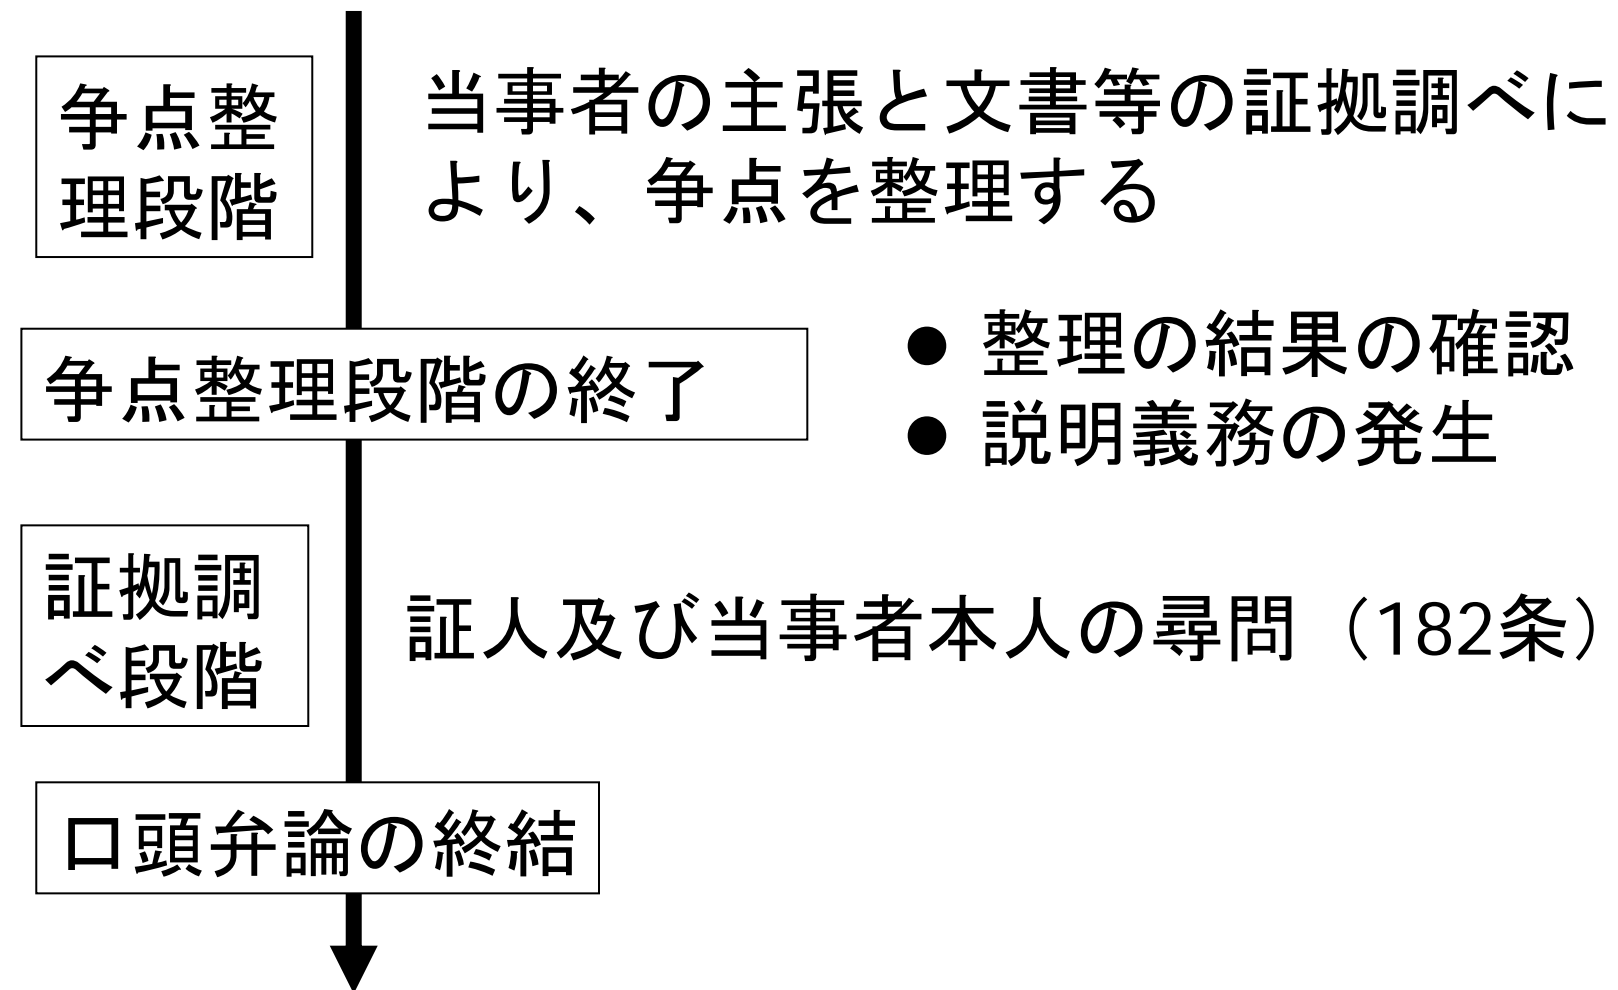 争点整
理段階
当事者の主張と文書等の証拠調べに
より、争点を整理する
争点整理段階の終了
● 整理の結果の確認
● 説明義務の発生
証拠調
べ段階
証人及び当事者本人の尋問（182条）
口頭弁論の終結